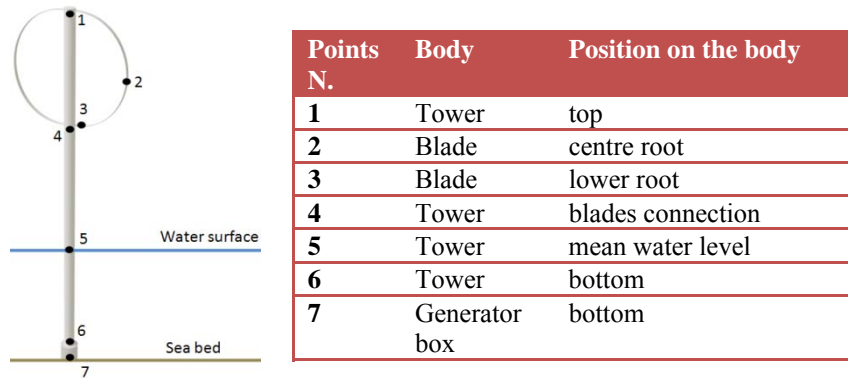 1
2
3
4
5
Water surface
6
Sea bed
7
Points N. Body Position on the body
1 Tower top
2 Blade centre root
3 Blade lower root
4 Tower blades connection
5 Tower mean water level
6 Tower bottom
7 Generator box bottom